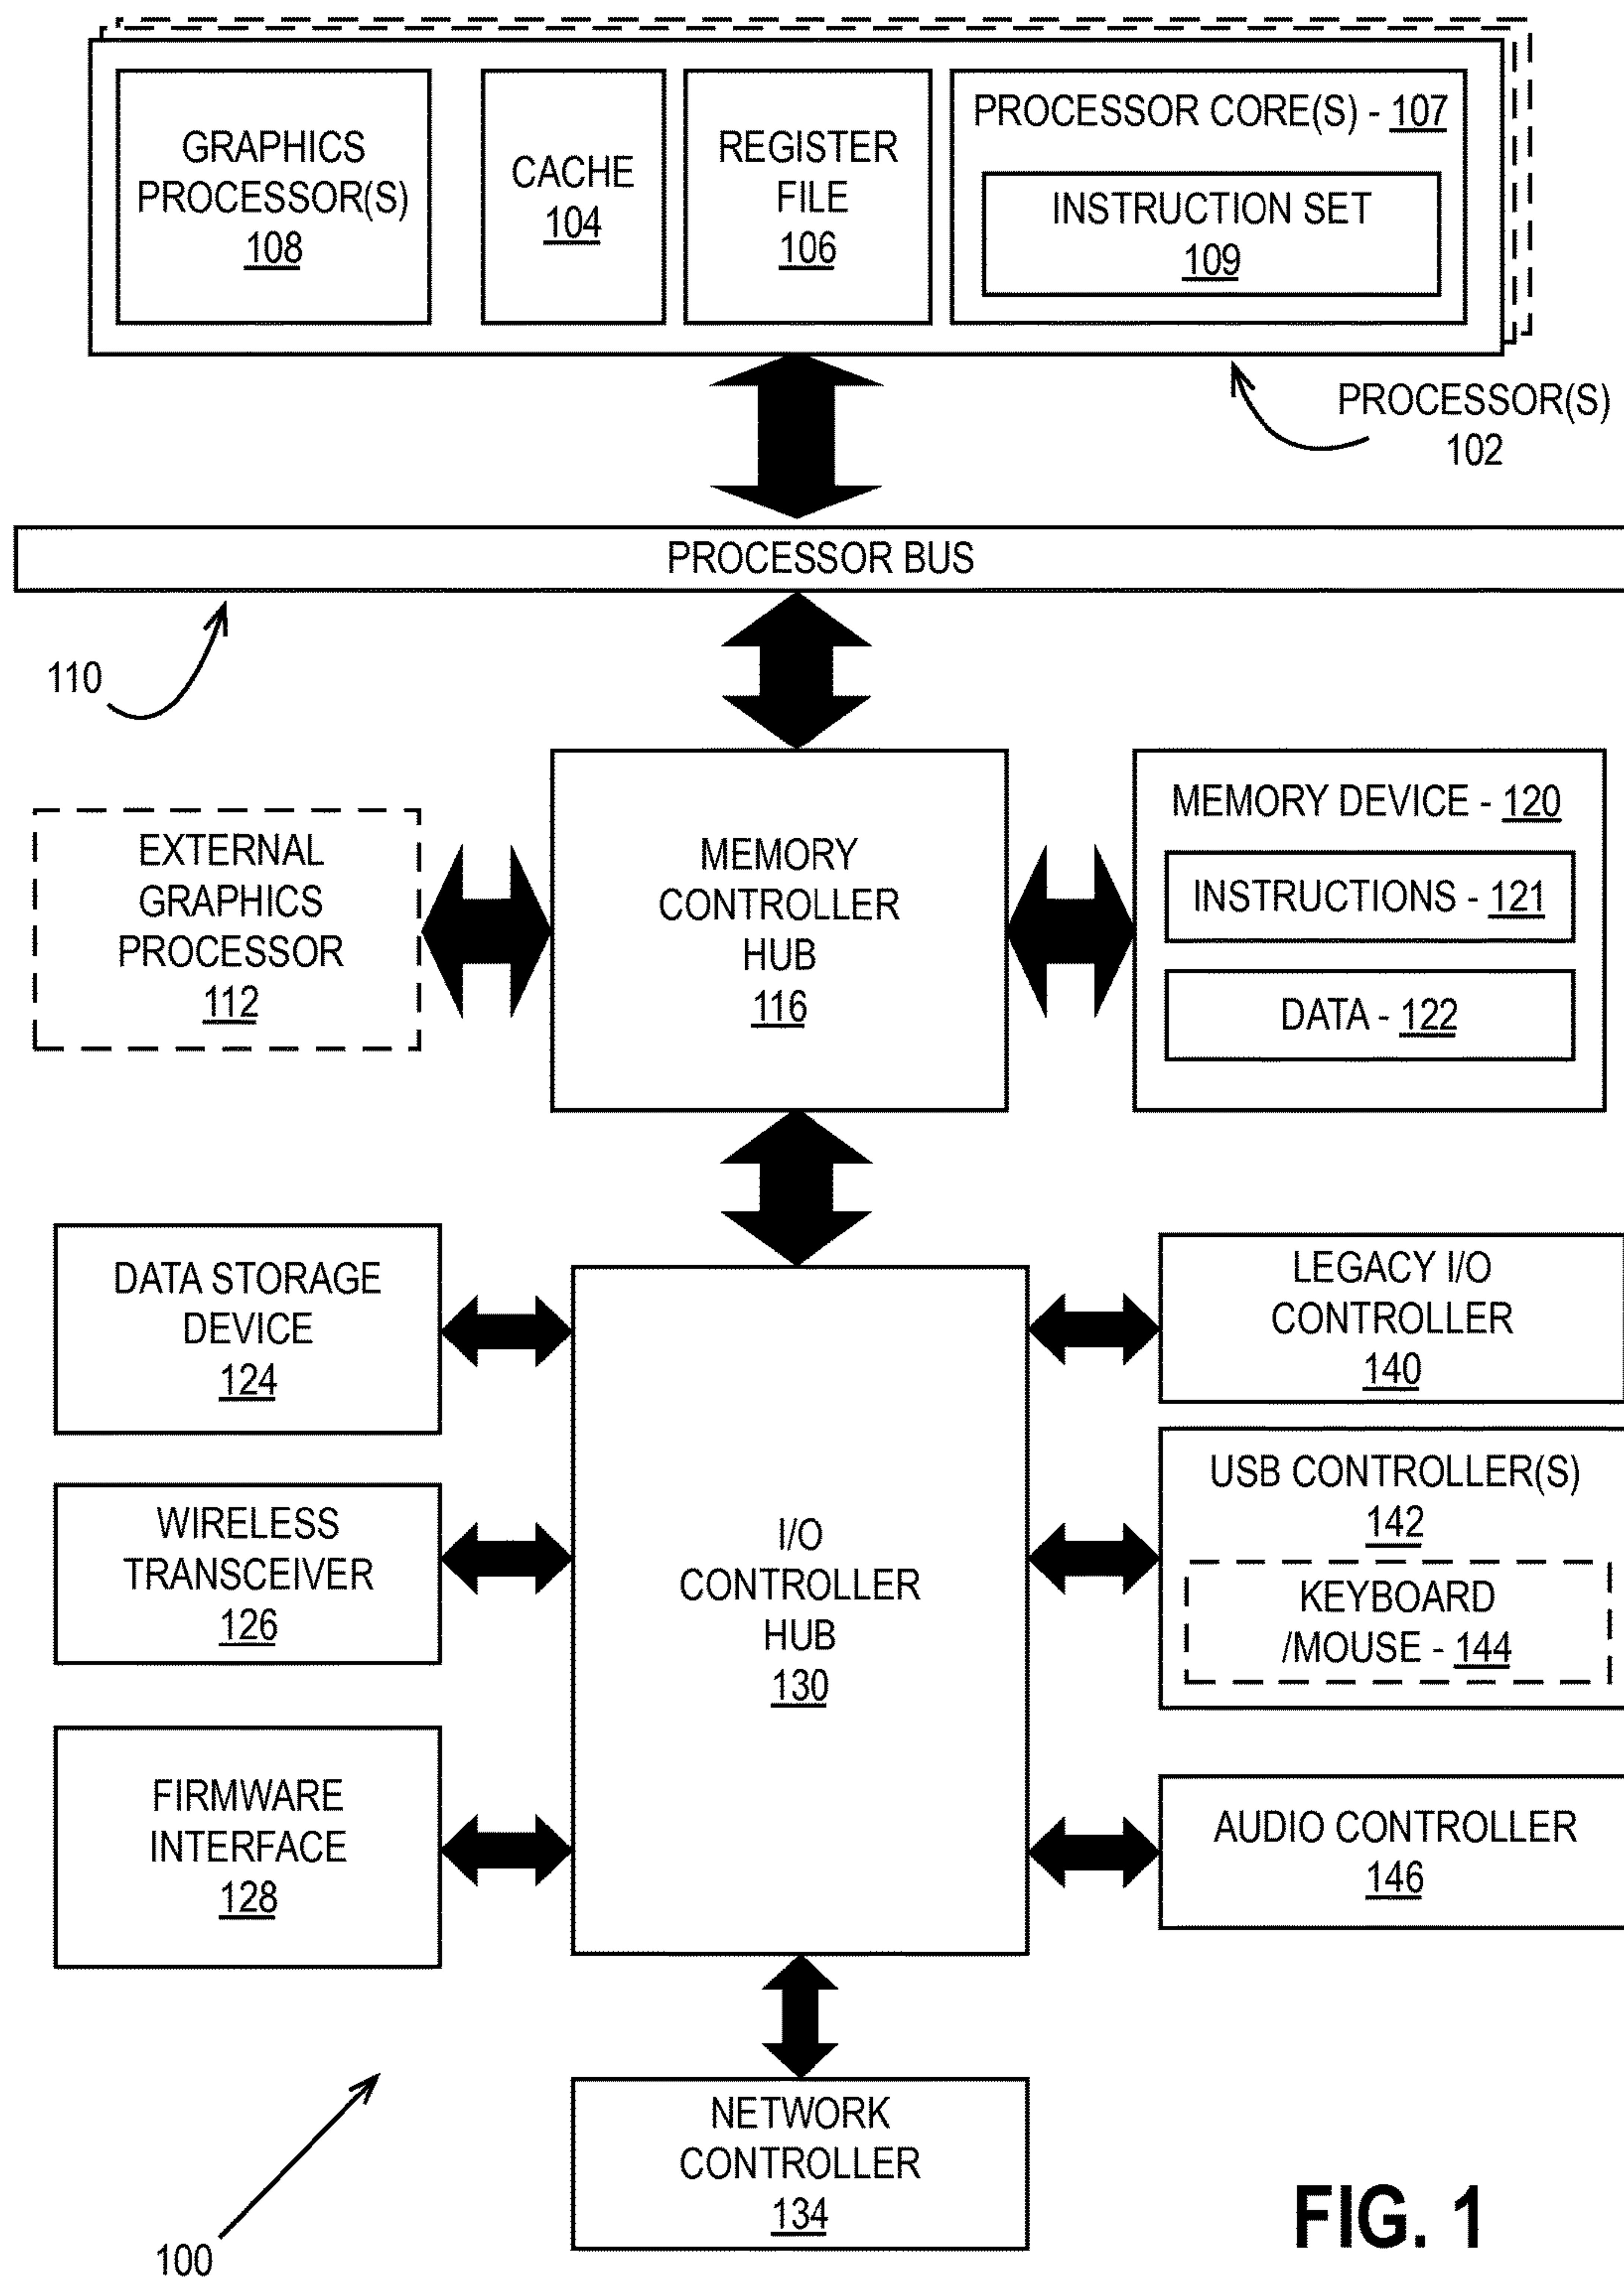 GRAPHICS
PROCESSOR(S)
108
CACHE
104
REGISTER
FILE
106
PROCESSOR CORE(S) - 107
INSTRUCTION SET
109
PROCESSOR(S)
102
PROCESSOR BUS
110
EXTERNAL
GRAPHICS
PROCESSOR
112
MEMORY
CONTROLLER
HUB
116
MEMORY DEVICE - 120
INSTRUCTIONS - 121
DATA - 122
DATA STORAGE
DEVICE
124
WIRELESS
TRANSCEIVER
126
FIRMWARE
INTERFACE
128
I/O
CONTROLLER
HUB
130
LEGACY I/O
CONTROLLER
140
USB CONTROLLER(S)
142
KEYBOARD
/MOUSE - 144
AUDIO CONTROLLER
146
NETWORK
CONTROLLER
134
100
FIG. 1